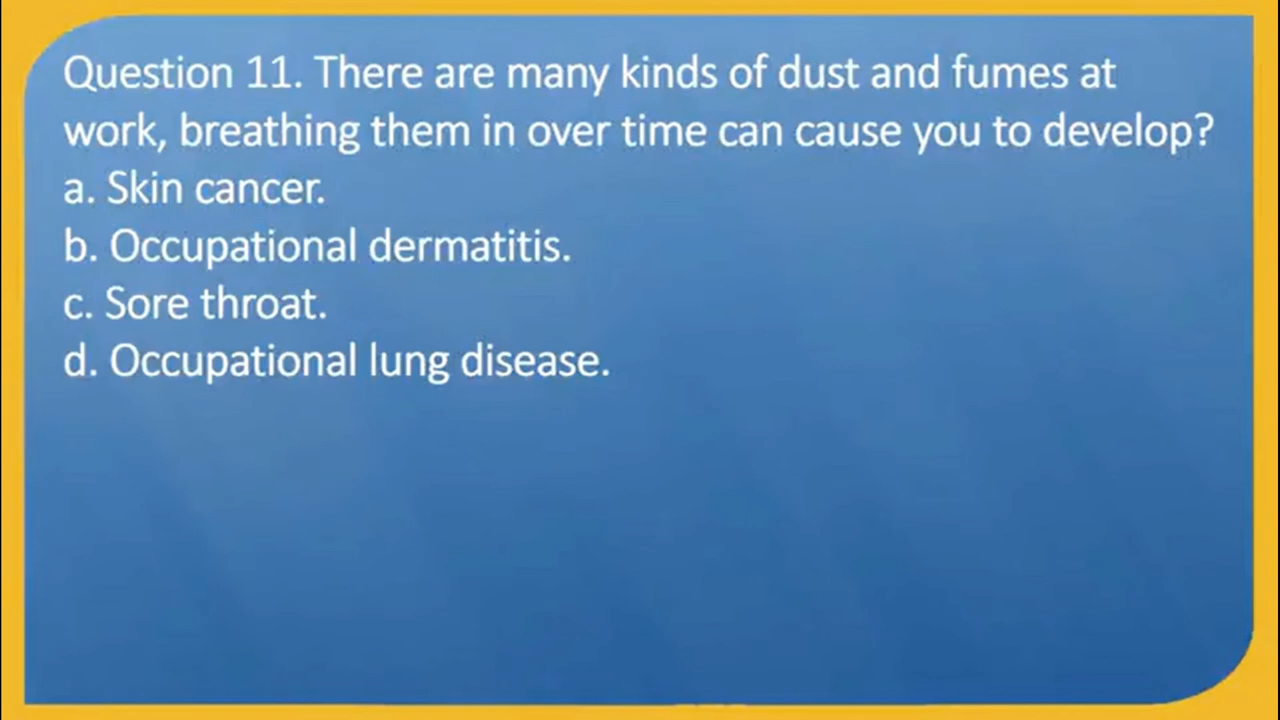 Question 11. There are many kinds of dust and fumes at
work, breathing them in over time can cause you to develop?
a. Skin cancer.
b. Occupational dermatitis.
c. Sore throat.
d. Occupational lung disease.